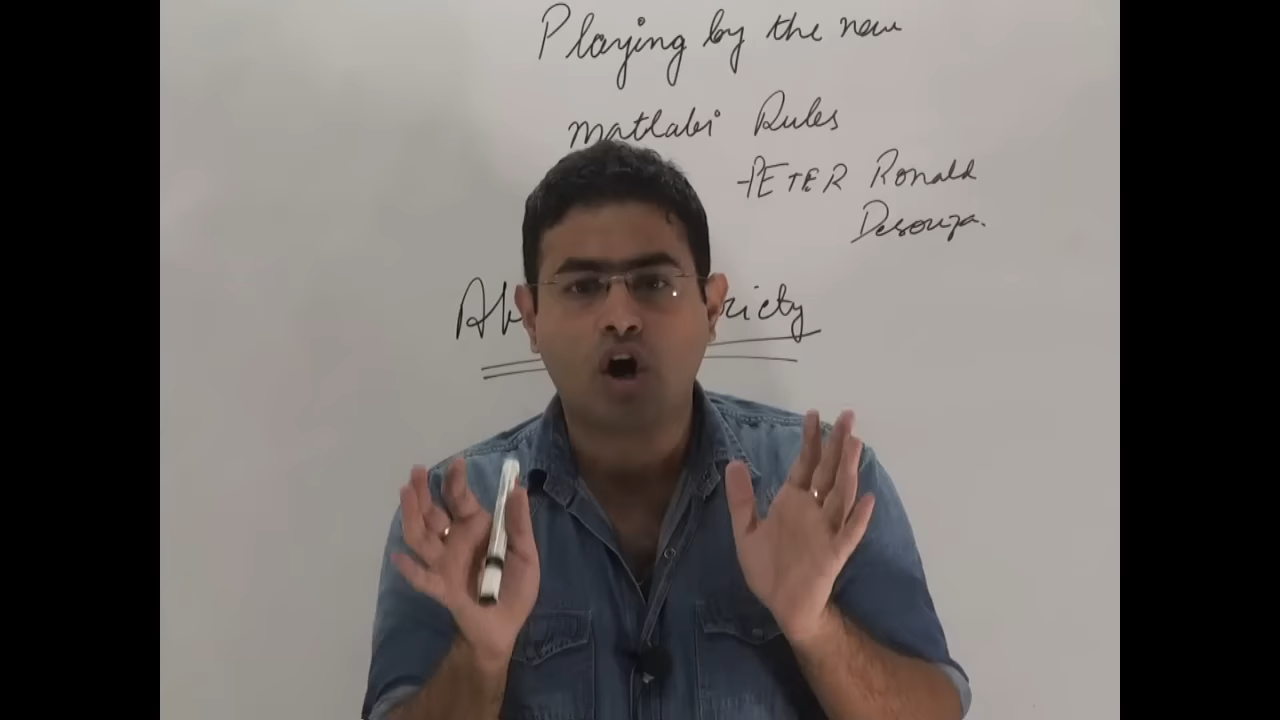 Playing by the new
matlabi Rules
-PETER Ronald
Desouza.